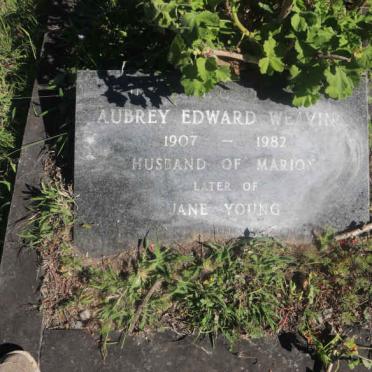 AUBREY EDWARD WEAVIN
1907 – 1982
HUSBAND OF MARION
LATER OF
JANE YOUNG